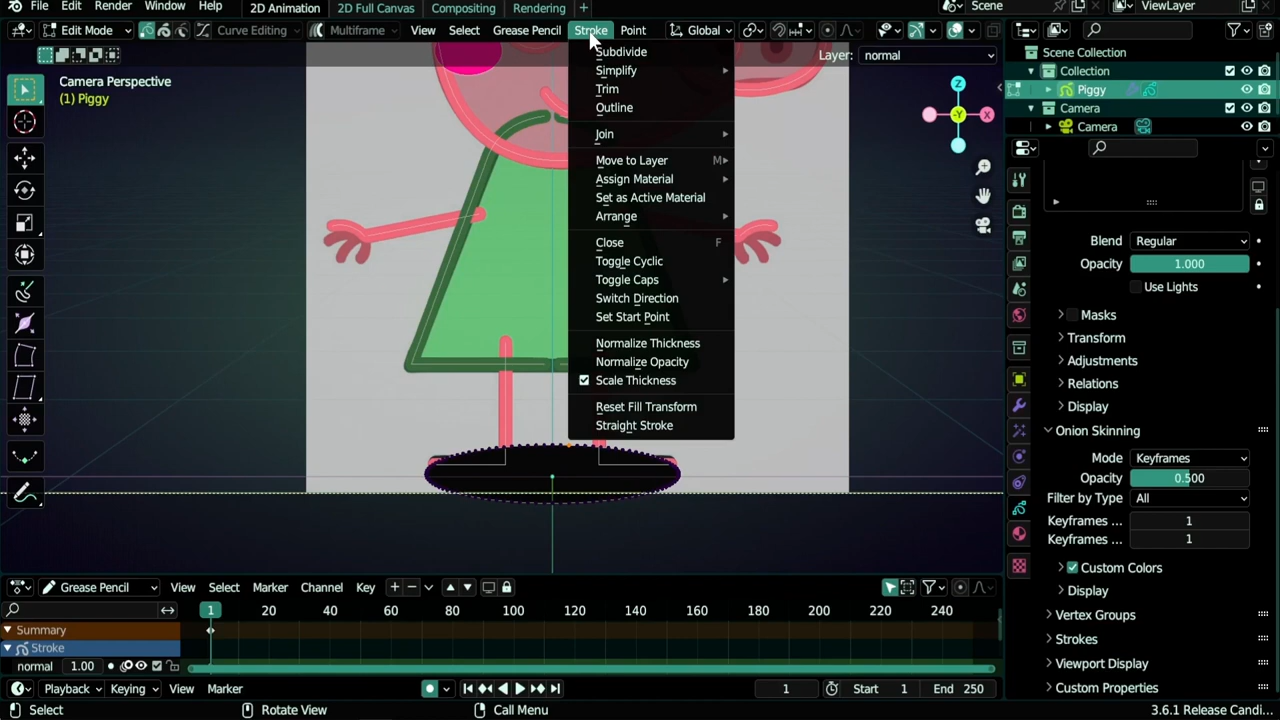 File Edit Render Window Help 2D Animation 2D Full Canvas Compositing Rendering + Scene ViewLayer
Edit Mode Curve Editing Multiframe View Select Grease Pencil Stroke Point Global
Layer: normal
Camera Perspective
(1) Piggy
Z
-Y
X
Subdivide
Simplify
Trim
Outline
Join
Move to Layer M
Assign Material
Set as Active Material
Arrange
Close F
Toggle Cyclic
Toggle Caps
Switch Direction
Set Start Point
Normalize Thickness
Normalize Opacity
Scale Thickness
Reset Fill Transform
Straight Stroke
Scene Collection
Collection
Piggy
Camera
Camera
Blend Regular
Opacity 1.000
Use Lights
Masks
Transform
Adjustments
Relations
Display
Onion Skinning
Mode Keyframes
Opacity 0.500
Filter by Type All
Keyframes ... 1
Keyframes ... 1
Custom Colors
Display
Vertex Groups
Strokes
Viewport Display
Custom Properties
Grease Pencil View Select Marker Channel Key
1 20 40 60 80 100 120 140 160 180 200 220 240
Summary
Stroke
normal 1.00
Playback Keying View Marker 1 Start 1 End 250
Select Rotate View Call Menu 3.6.1 Release Candi...